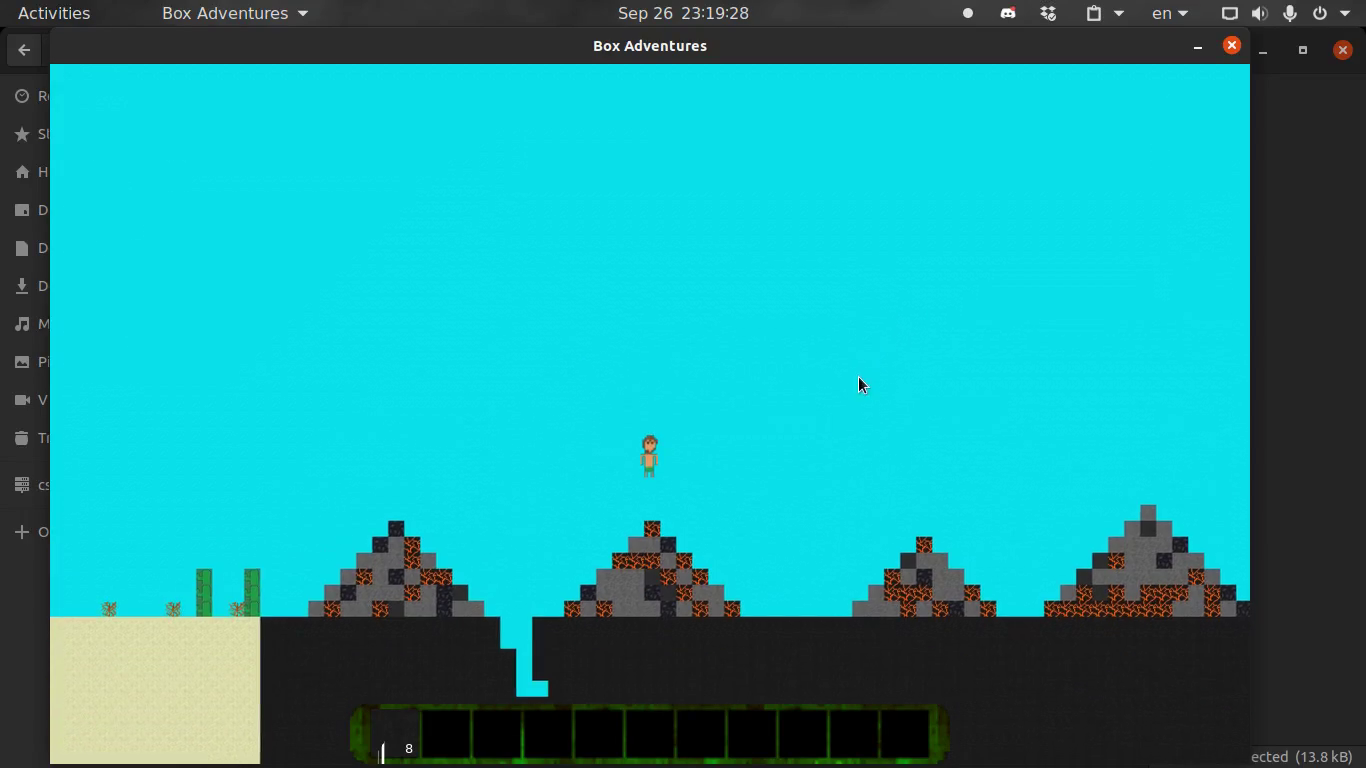 Activities Box Adventures Sep 26 23:19:28 en
Box Adventures
8
ected (13.8 kB)